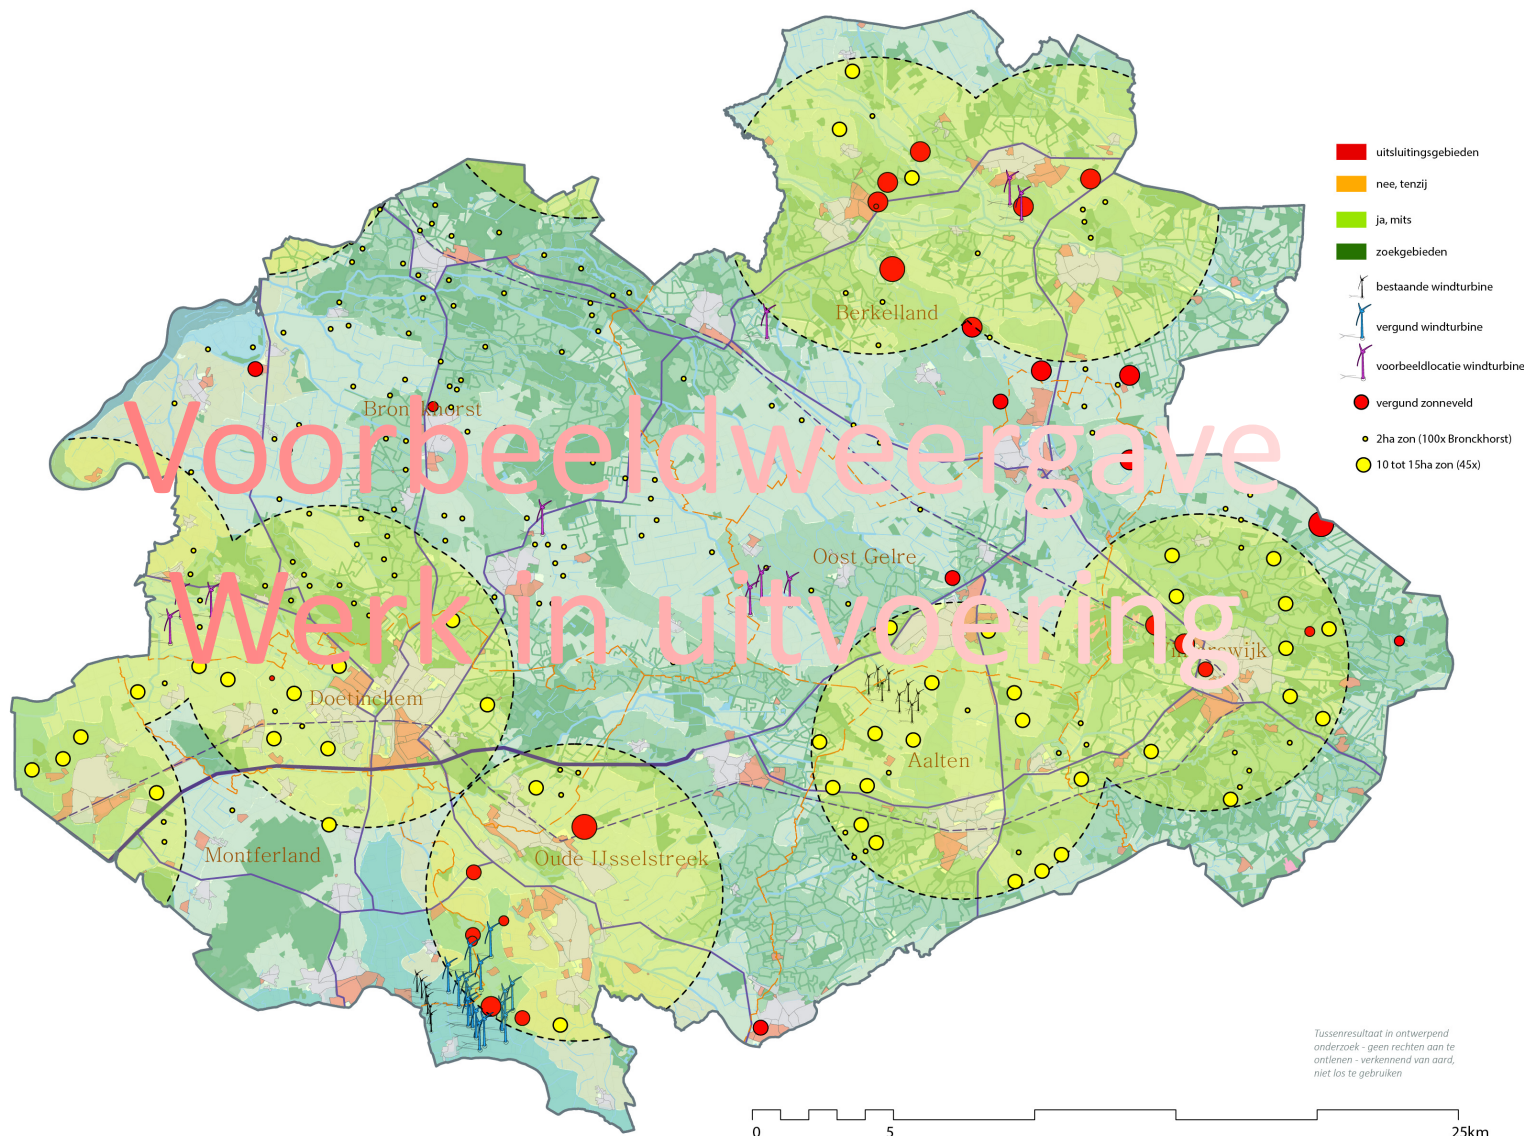 uitsluitingsgebieden
nee, tenzij
ja, mits
zoekgebieden
bestaande windturbine
vergund windturbine
voorbeeldlocatie windturbine
vergund zonneveld
2ha zon (100x Bronckhorst)
10 tot 15ha zon (45x)
Berkelland
Voorbeeldweergave
Oost Gelre
Werk in uitvoering
Doetinchem
Aalten
Montferland
Oude IJsselstreek
Tussenresultaat in ontwerpend
onderzoek - geen rechten aan te
ontlenen - verkennend van aard,
niet los te gebruiken
0 5 25km